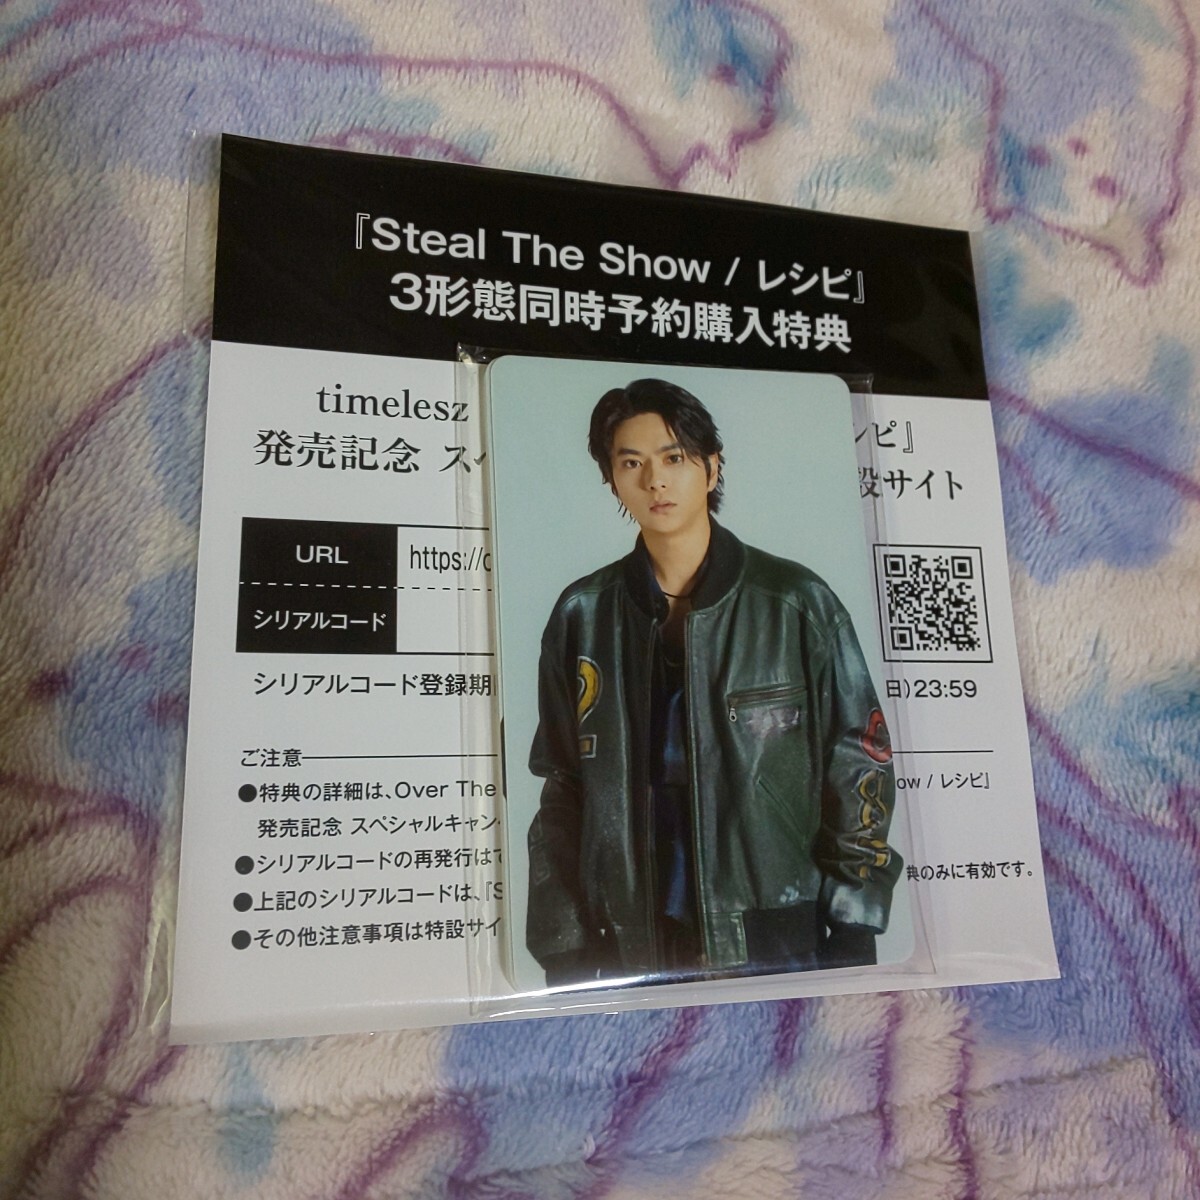 『Steal The Show / レシピ』
3形態同時予約購入特典
timelesz
シピ』
発売記念 スペ
設サイト
URL
https://
シリアルコード
シリアルコード登録期
日)23:59
ご注意
●特典の詳細は、Over The
ow / レシピ』
発売記念 スペシャルキャン
●シリアルコードの再発行は
●上記のシリアルコードは、『S
典のみに有効です。
●その他注意事項は特設サイ